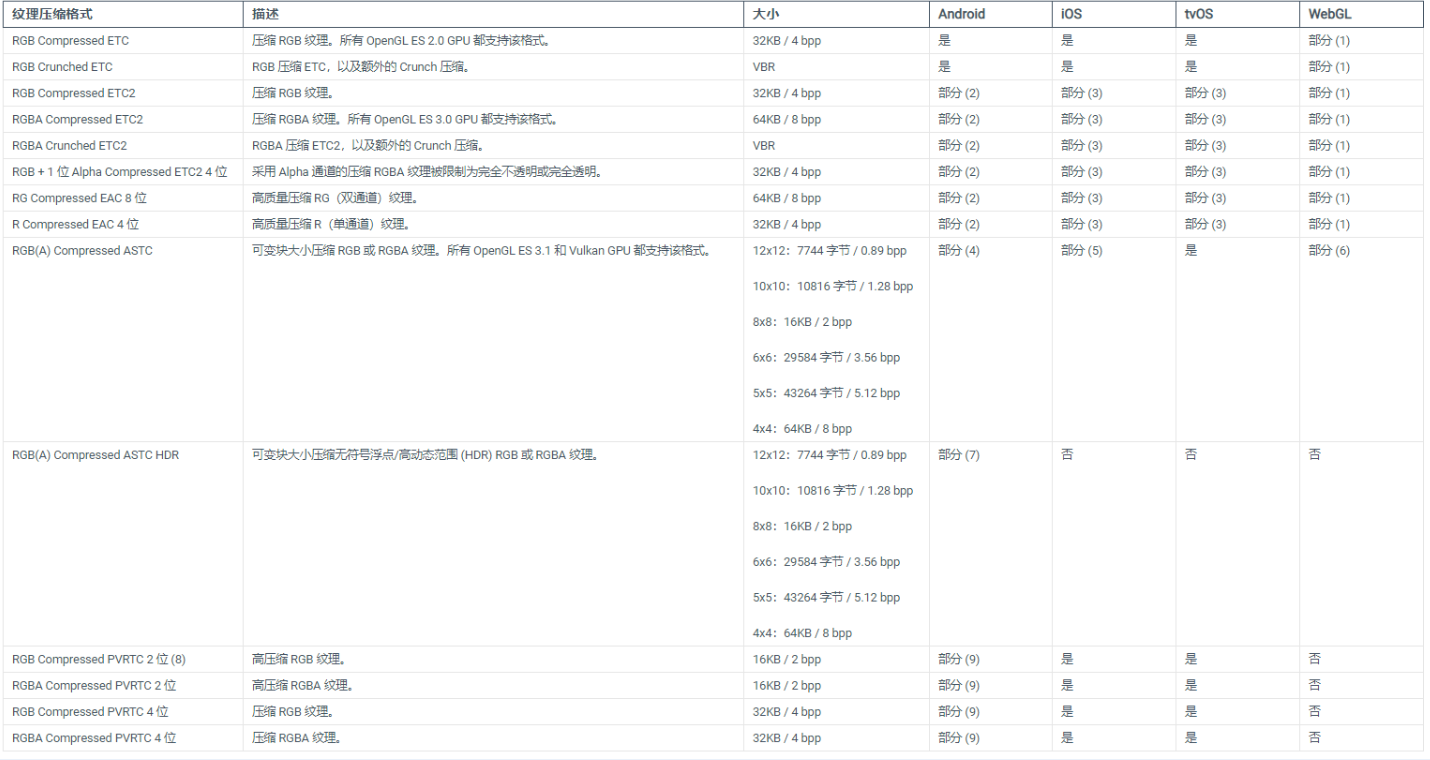 纹理压缩格式 描述 大小 Android iOS tvOS WebGL
RGB Compressed ETC 压缩 RGB 纹理。所有 OpenGL ES 2.0 GPU 都支持该格式。 32KB / 4 bpp 是 是 是 部分 (1)
RGB Crunched ETC RGB 压缩 ETC，以及额外的 Crunch 压缩。 VBR 是 是 是 部分 (1)
RGB Compressed ETC2 压缩 RGB 纹理。 32KB / 4 bpp 部分 (2) 部分 (3) 部分 (3) 部分 (1)
RGBA Compressed ETC2 压缩 RGBA 纹理。所有 OpenGL ES 3.0 GPU 都支持该格式。 64KB / 8 bpp 部分 (2) 部分 (3) 部分 (3) 部分 (1)
RGBA Crunched ETC2 RGBA 压缩 ETC2，以及额外的 Crunch 压缩。 VBR 部分 (2) 部分 (3) 部分 (3) 部分 (1)
RGB + 1 位 Alpha Compressed ETC2 4 位 采用 Alpha 通道的压缩 RGBA 纹理被限制为完全不透明或完全透明。 32KB / 4 bpp 部分 (2) 部分 (3) 部分 (3) 部分 (1)
RG Compressed EAC 8 位 高质量压缩 RG（双通道）纹理。 64KB / 8 bpp 部分 (2) 部分 (3) 部分 (3) 部分 (1)
R Compressed EAC 4 位 高质量压缩 R（单通道）纹理。 32KB / 4 bpp 部分 (2) 部分 (3) 部分 (3) 部分 (1)
RGB(A) Compressed ASTC 可变块大小压缩 RGB 或 RGBA 纹理。所有 OpenGL ES 3.1 和 Vulkan GPU 都支持该格式。 12x12：7744 字节 / 0.89 bpp 部分 (4) 部分 (5) 是 部分 (6)
10x10：10816 字节 / 1.28 bpp
8x8：16KB / 2 bpp
6x6：29584 字节 / 3.56 bpp
5x5：43264 字节 / 5.12 bpp
4x4：64KB / 8 bpp
RGB(A) Compressed ASTC HDR 可变块大小压缩无符号浮点/高动态范围 (HDR) RGB 或 RGBA 纹理。 12x12：7744 字节 / 0.89 bpp 部分 (7) 否 否 否
10x10：10816 字节 / 1.28 bpp
8x8：16KB / 2 bpp
6x6：29584 字节 / 3.56 bpp
5x5：43264 字节 / 5.12 bpp
4x4：64KB / 8 bpp
RGB Compressed PVRTC 2 位 (8) 高压缩 RGB 纹理。 16KB / 2 bpp 部分 (9) 是 是 否
RGBA Compressed PVRTC 2 位 高压缩 RGBA 纹理。 16KB / 2 bpp 部分 (9) 是 是 否
RGB Compressed PVRTC 4 位 压缩 RGB 纹理。 32KB / 4 bpp 部分 (9) 是 是 否
RGBA Compressed PVRTC 4 位 压缩 RGBA 纹理。 32KB / 4 bpp 部分 (9) 是 是 否